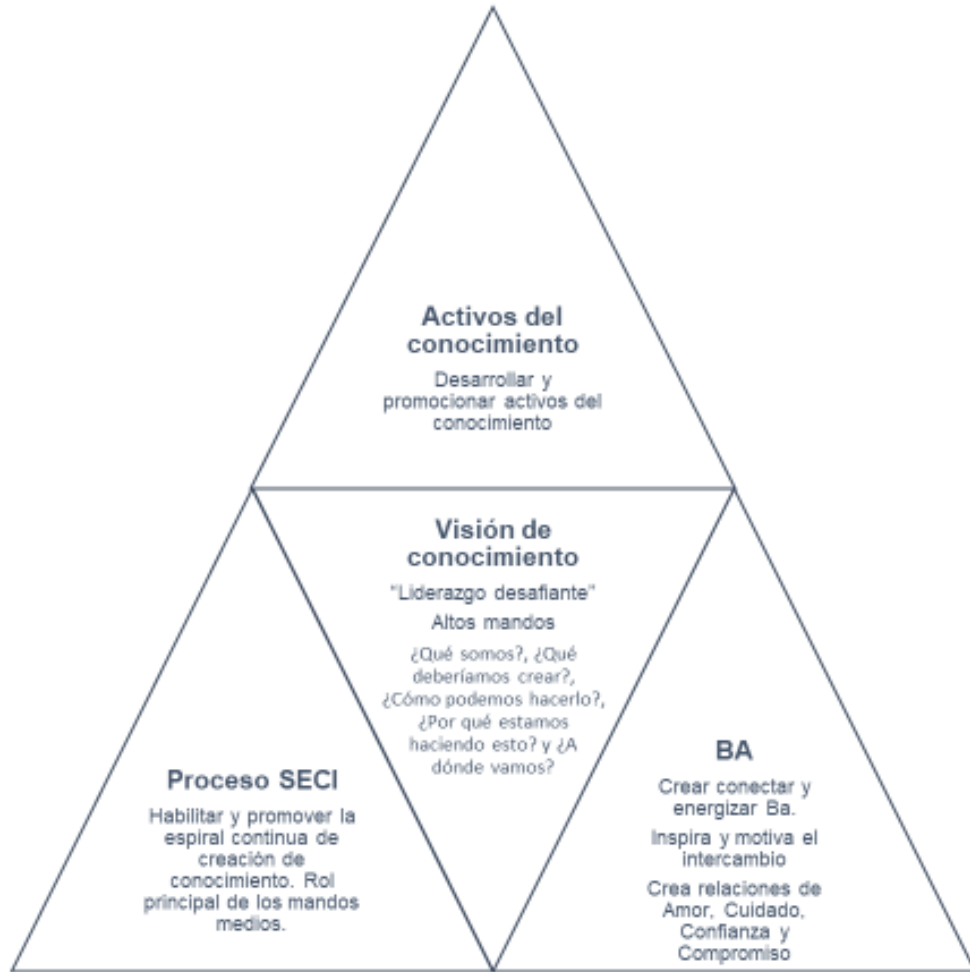 Activos del
conocimiento
Desarrollar y
promocionar activos del
conocimiento
Visión de
conocimiento
"Liderazgo desafiante"
Altos mandos
¿Qué somos?, ¿Qué
deberíamos crear?,
¿Cómo podemos hacerlo?,
¿Por qué estamos
haciendo esto? y ¿A
dónde vamos?
Proceso SECI
Habilitar y promover la
espiral continua de
creación de
conocimiento. Rol
principal de los mandos
medios.
BA
Crear conectar y
energizar Ba.
Inspira y motiva el
intercambio
Crea relaciones de
Amor, Cuidado,
Confianza y
Compromiso